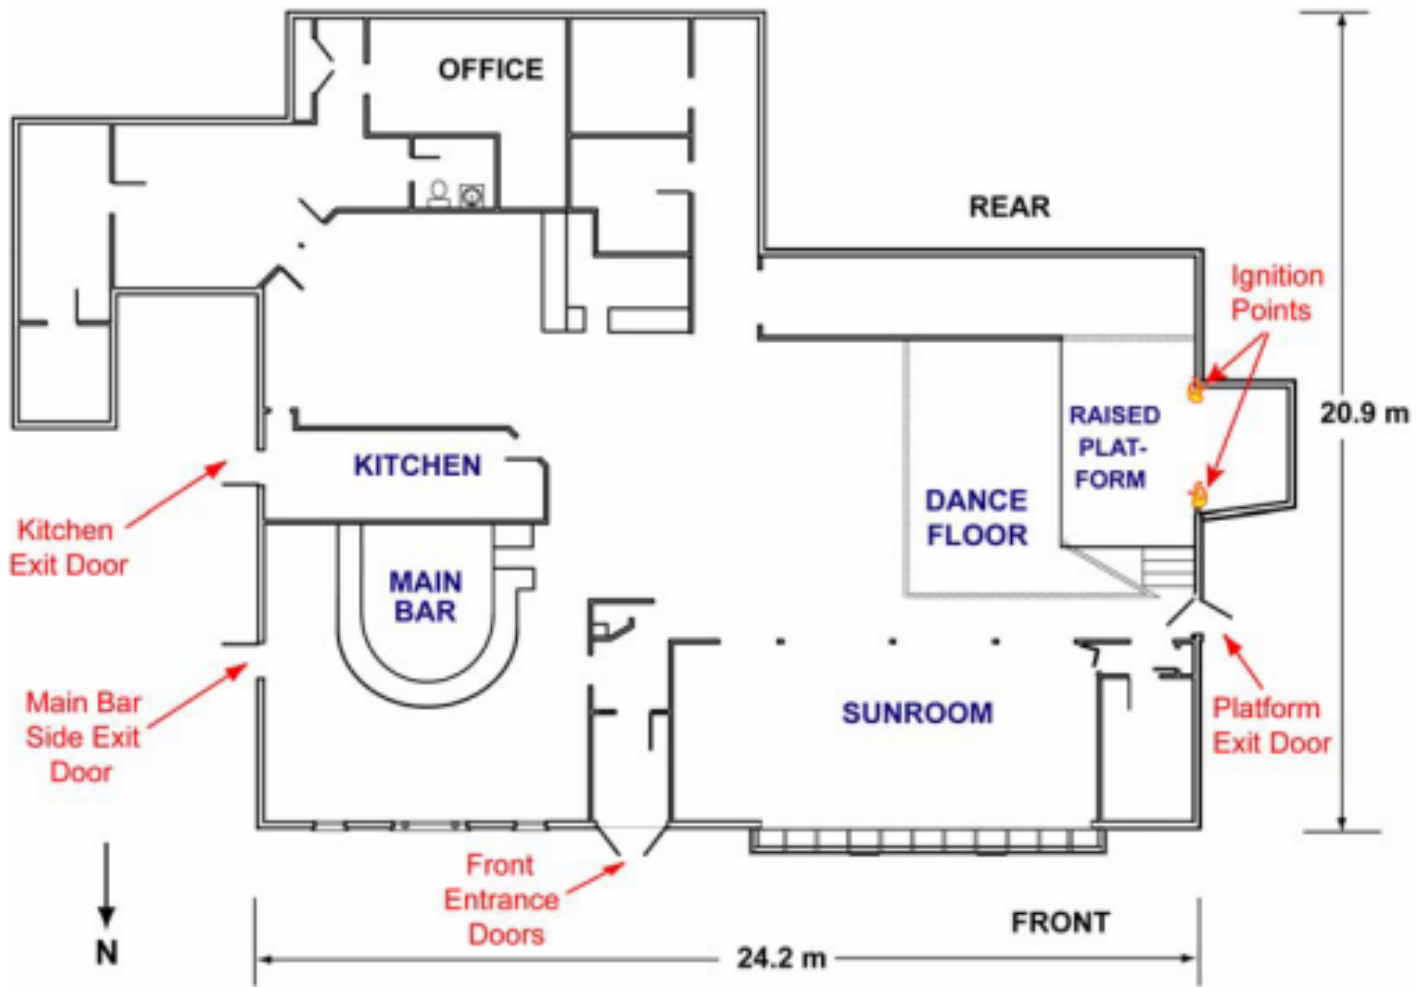 OFFICE
REAR
Ignition
Points
20.9 m
RAISED
PLAT-
FORM
KITCHEN
DANCE
FLOOR
Kitchen
Exit Door
MAIN
BAR
Main Bar
Side Exit
Door
SUNROOM
Platform
Exit Door
Front
Entrance
Doors
FRONT
N
24.2 m